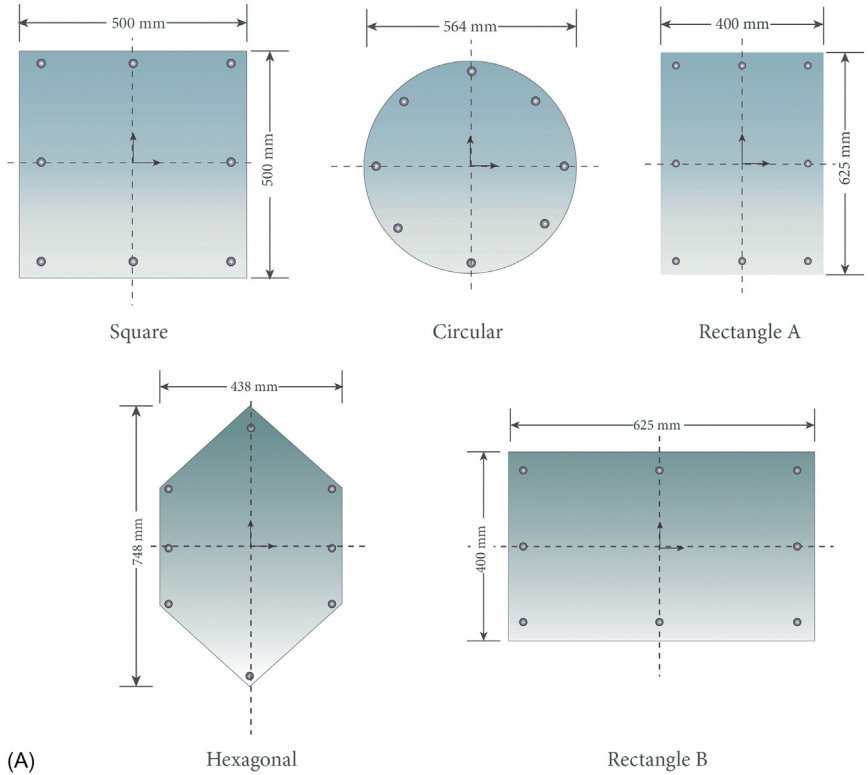 500 mm
564 mm
400 mm
500 mm
625 mm
Square
Circular
Rectangle A
438 mm
625 mm
748 mm
400 mm
(A)
Hexagonal
Rectangle B